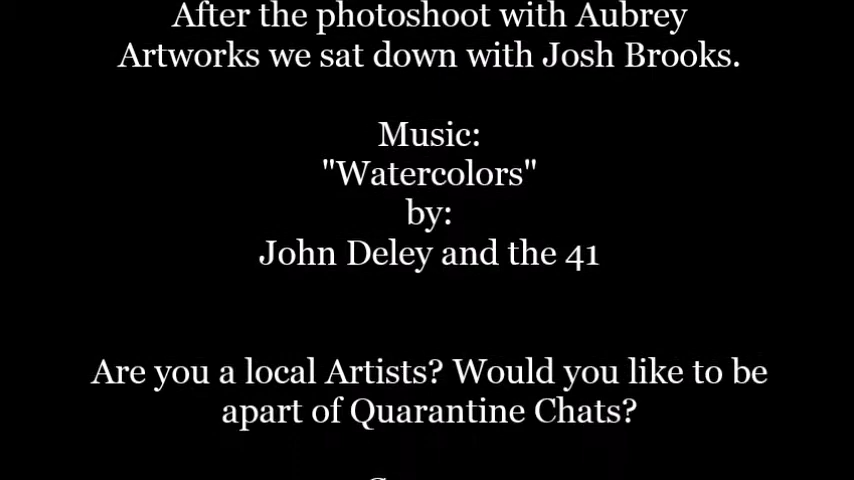 After the photoshoot with Aubrey
Artworks we sat down with Josh Brooks.
Music:
"Watercolors"
by:
John Deley and the 41
Are you a local Artists? Would you like to be
apart of Quarantine Chats?